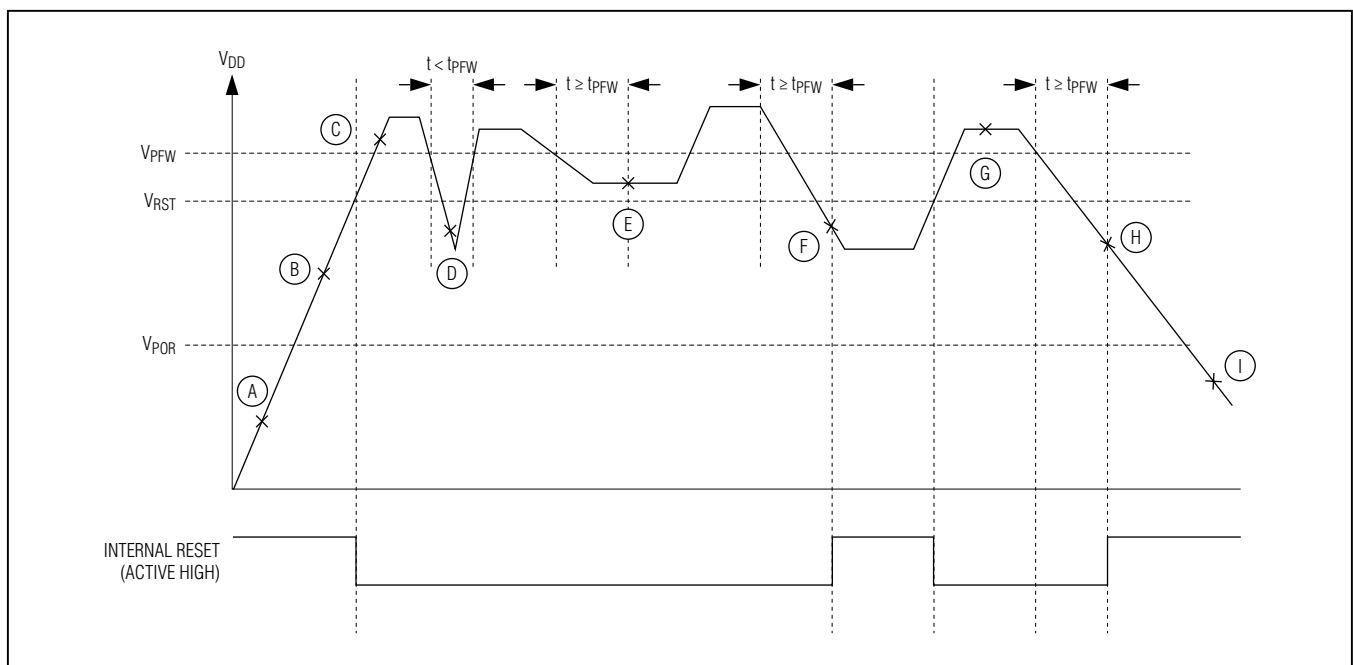 VDD
t < tPFW
t ≥ tPFW
t ≥ tPFW
t ≥ tPFW
C
VPFW
G
VRST
E
F
H
B
D
VPOR
I
A
INTERNAL RESET
(ACTIVE HIGH)